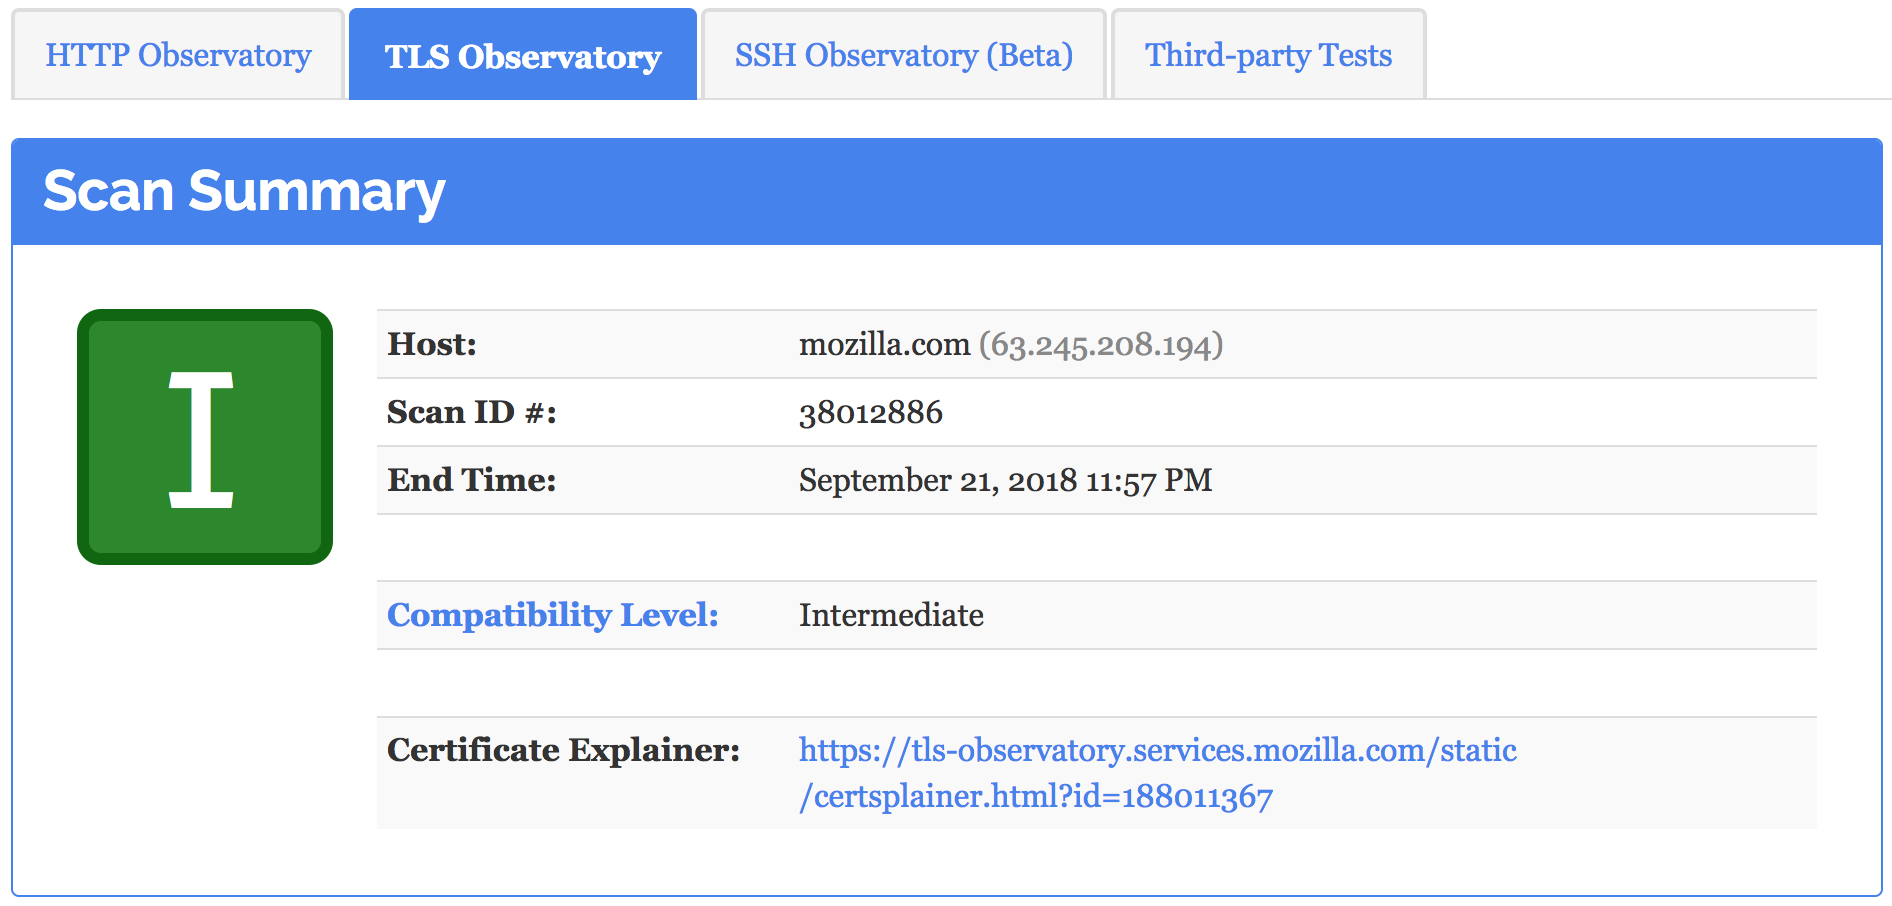 HTTP Observatory
TLS Observatory
SSH Observatory (Beta)
Third-party Tests
Scan Summary
I
Host: mozilla.com (63.245.208.194)
Scan ID #: 38012886
End Time: September 21, 2018 11:57 PM
Compatibility Level: Intermediate
Certificate Explainer: https://tls-observatory.services.mozilla.com/static
/certsplainer.html?id=188011367